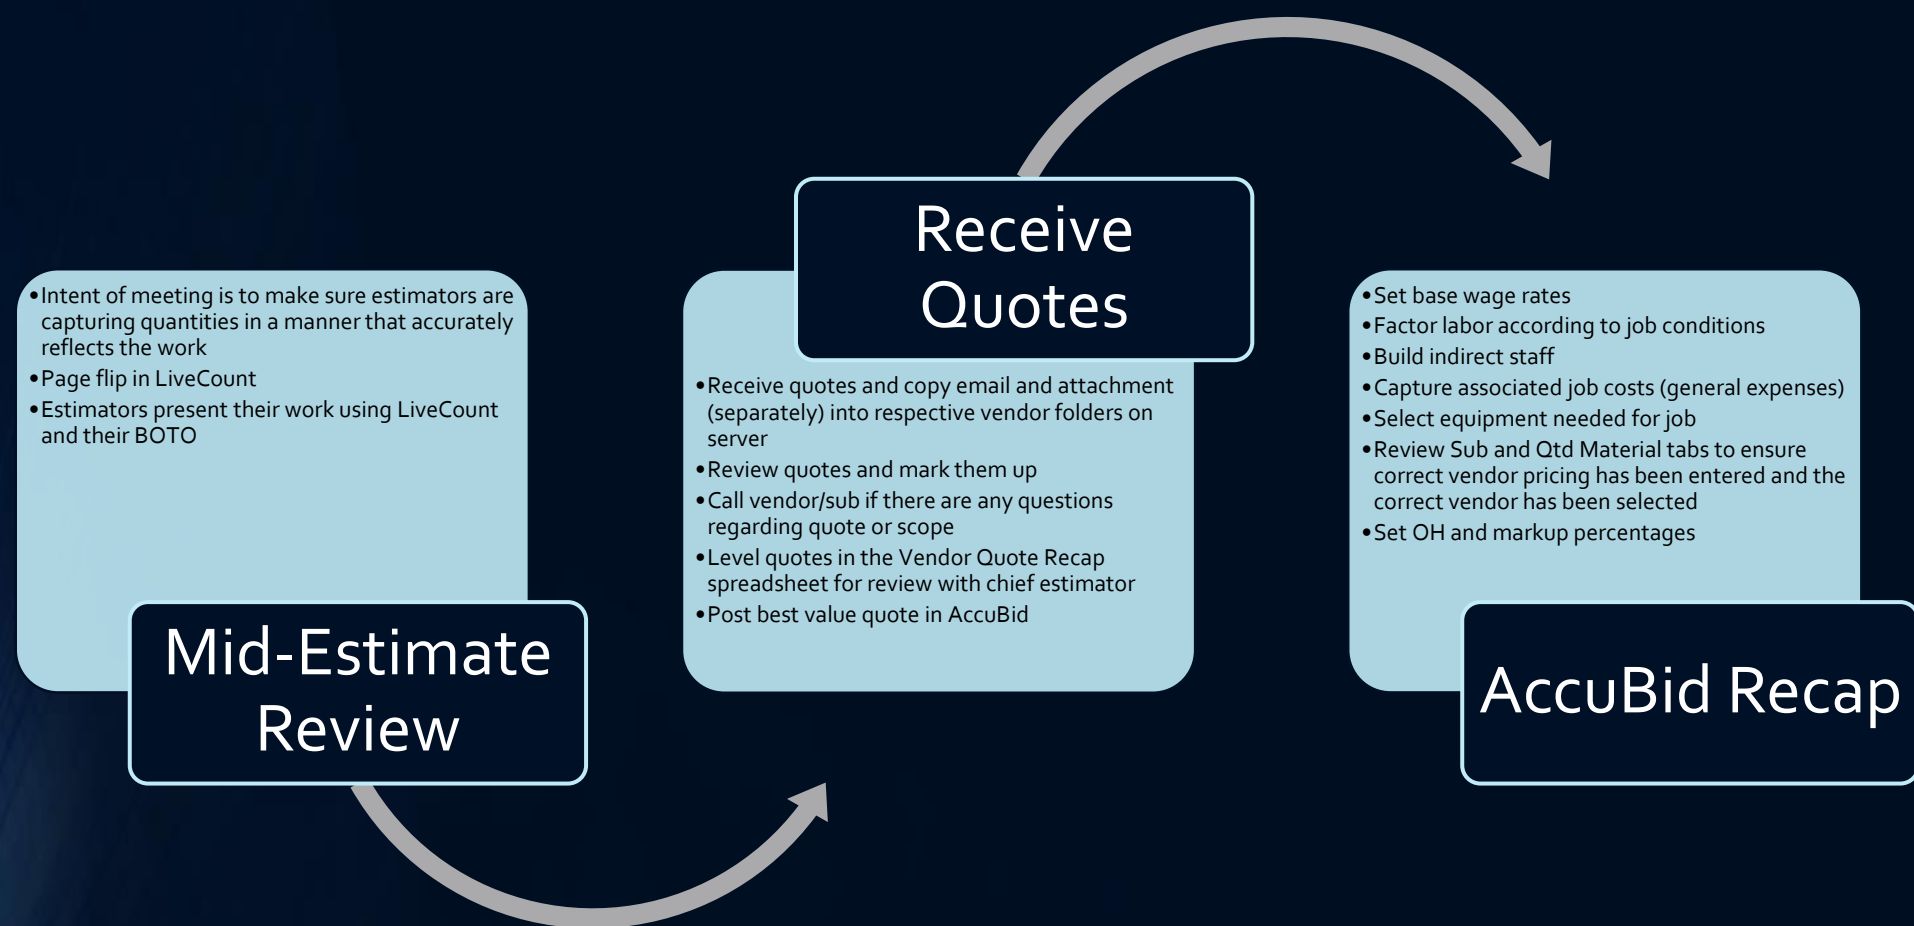 •Intent of meeting is to make sure estimators are
capturing quantities in a manner that accurately
reflects the work
•Page flip in LiveCount
•Estimators present their work using LiveCount
and their BOTO
Mid-Estimate
Review
Receive
Quotes
•Receive quotes and copy email and attachment
(separately) into respective vendor folders on
server
•Review quotes and mark them up
•Call vendor/sub if there are any questions
regarding quote or scope
•Level quotes in the Vendor Quote Recap
spreadsheet for review with chief estimator
•Post best value quote in AccuBid
•Set base wage rates
•Factor labor according to job conditions
•Build indirect staff
•Capture associated job costs (general expenses)
•Select equipment needed for job
•Review Sub and Qtd Material tabs to ensure
correct vendor pricing has been entered and the
correct vendor has been selected
•Set OH and markup percentages
AccuBid Recap